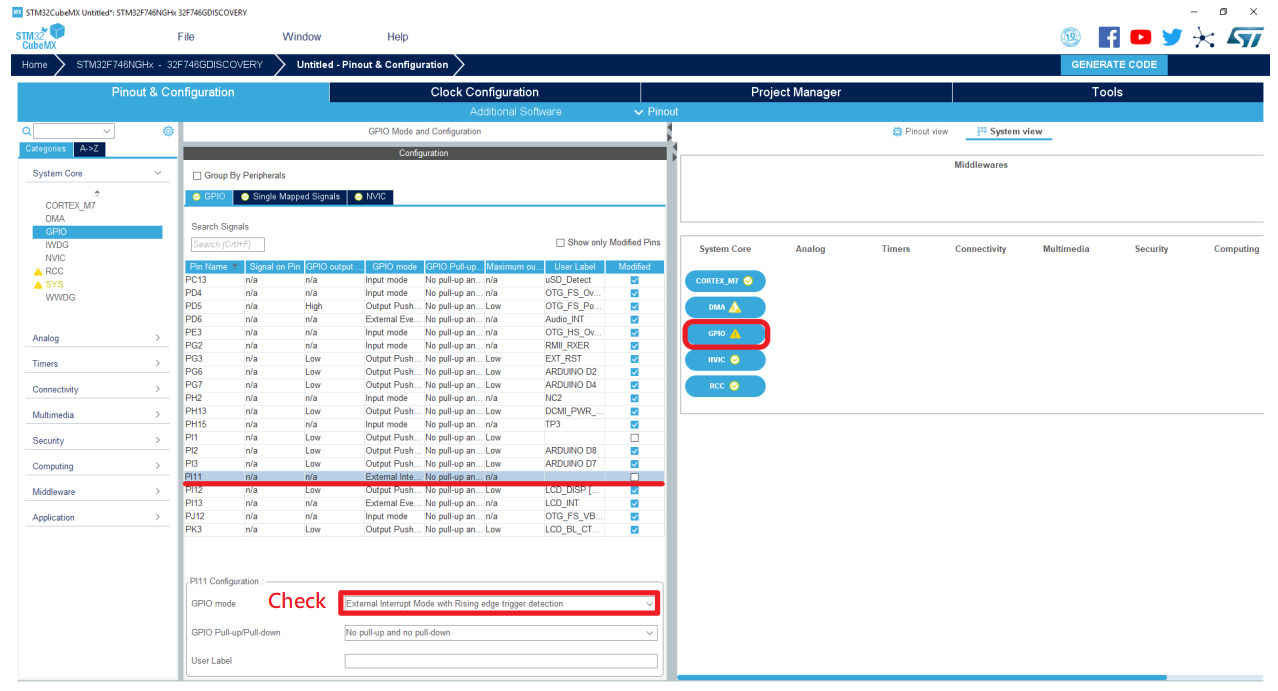 MX STM32CubeMX Untitled*: STM32F746NGHx 32F746GDISCOVERY
STM32 CubeMX File Window Help 10
Home STM32F746NGHx - 32F746GDISCOVERY Untitled - Pinout & Configuration GENERATE CODE
Pinout & Configuration Clock Configuration Project Manager Tools
Additional Software Pinout
GPIO Mode and Configuration Pinout view System view
Categories A->Z
Configuration
Middlewares
System Core
Group By Peripherals
GPIO Single Mapped Signals NVIC
CORTEX_M7
DMA
GPIO
IWDG
NVIC
RCC
SYS
WWDG
Analog
Timers
Connectivity
Multimedia
Security
Computing
Middleware
Application
Search Signals
Search (Crtl+F) Show only Modified Pins
Pin Name Signal on Pin GPIO output ... GPIO mode GPIO Pull-up... Maximum ou... User Label Modified
PC13 n/a n/a Input mode No pull-up an... n/a uSD_Detect
PD4 n/a n/a Input mode No pull-up an... n/a OTG_FS_Ov...
PD5 n/a High Output Push... No pull-up an... Low OTG_FS_Po...
PD6 n/a n/a External Eve... No pull-up an... n/a Audio_INT
PE3 n/a n/a Input mode No pull-up an... n/a OTG_HS_Ov...
PG2 n/a n/a Input mode No pull-up an... n/a RMII_RXER
PG3 n/a Low Output Push... No pull-up an... Low EXT_RST
PG6 n/a Low Output Push... No pull-up an... Low ARDUINO D2
PG7 n/a Low Output Push... No pull-up an... Low ARDUINO D4
PH2 n/a n/a Input mode No pull-up an... n/a NC2
PH13 n/a Low Output Push... No pull-up an... Low DCMI_PWR_...
PH15 n/a n/a Input mode No pull-up an... n/a TP3
PI1 n/a Low Output Push... No pull-up an... Low
PI2 n/a Low Output Push... No pull-up an... Low ARDUINO D8
PI3 n/a Low Output Push... No pull-up an... Low ARDUINO D7
PI11 n/a n/a External Inte... No pull-up an... n/a
PI12 n/a Low Output Push... No pull-up an... Low LCD_DISP [...
PI13 n/a n/a External Eve... No pull-up an... n/a LCD_INT
PJ12 n/a n/a Input mode No pull-up an... n/a OTG_FS_VB...
PK3 n/a Low Output Push... No pull-up an... Low LCD_BL_CT...
PI11 Configuration :
GPIO mode Check External Interrupt Mode with Rising edge trigger detection
GPIO Pull-up/Pull-down No pull-up and no pull-down
User Label
System Core Analog Timers Connectivity Multimedia Security Computing
CORTEX_M7
DMA
GPIO
NVIC
RCC